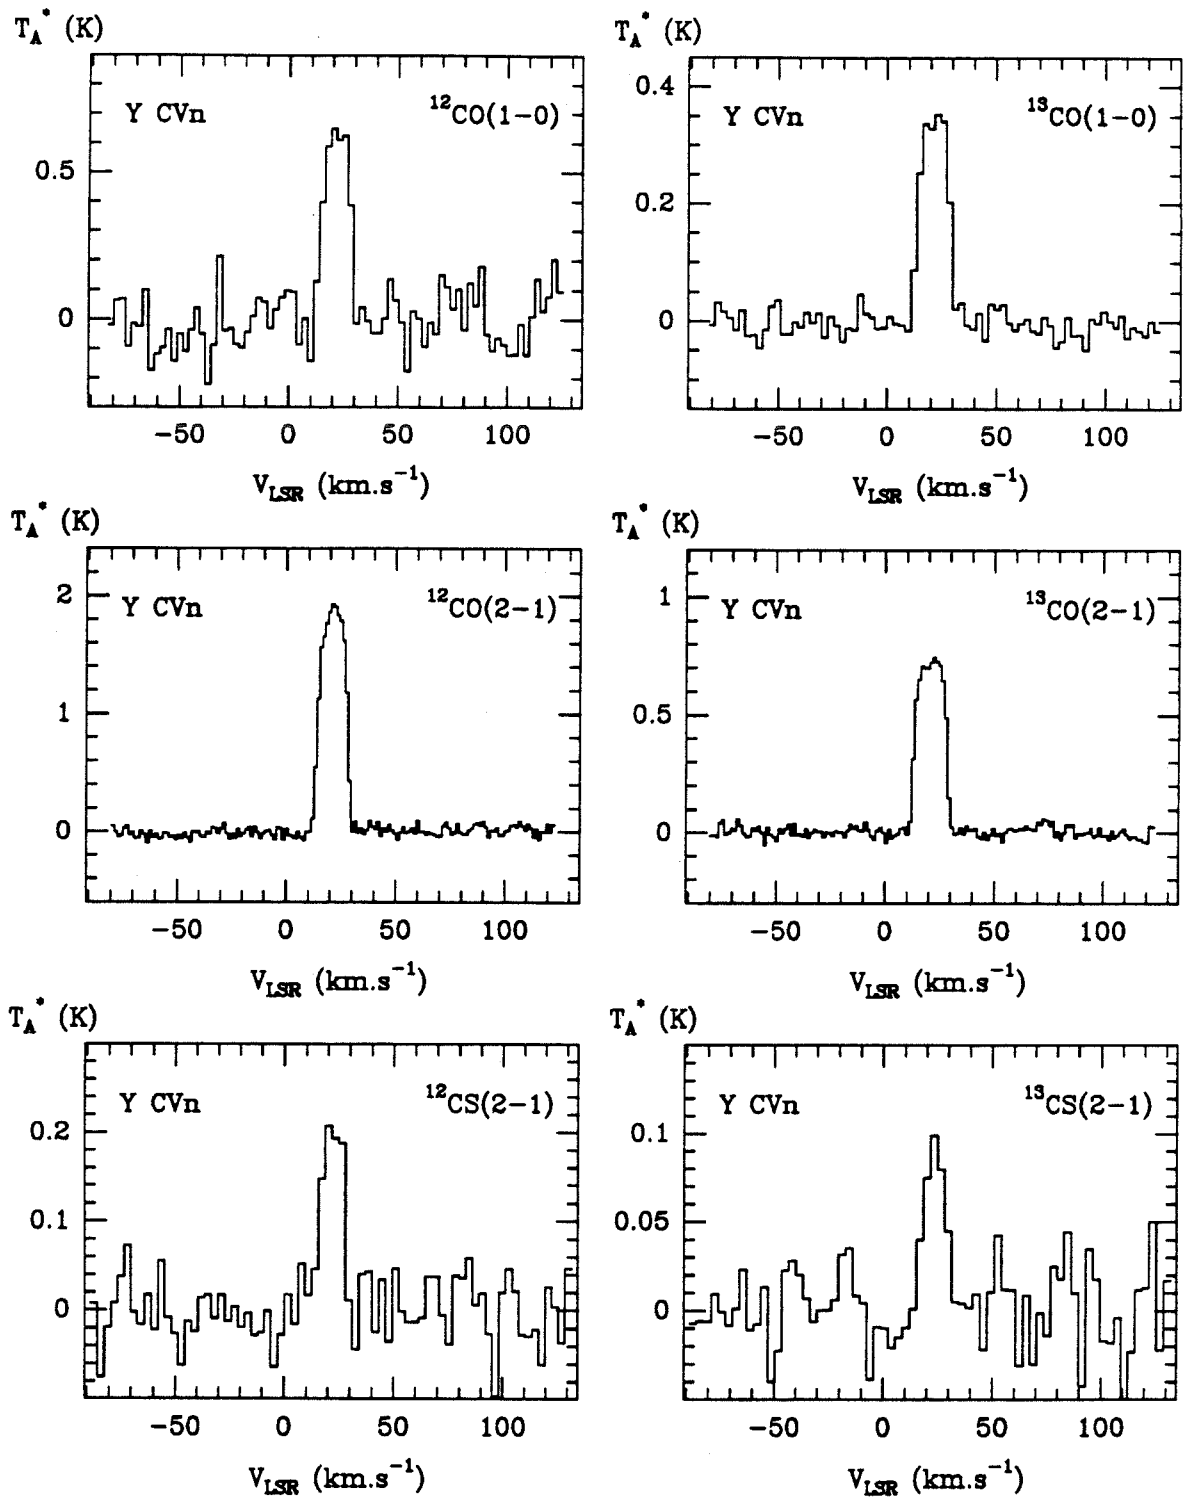 T_A* (K)
Y CVn
¹²CO(1−0)
0.5
0
−50 0 50 100
V_LSR (km.s⁻¹)
T_A* (K)
Y CVn
¹³CO(1−0)
0.4
0.2
0
−50 0 50 100
V_LSR (km.s⁻¹)
T_A* (K)
Y CVn
¹²CO(2−1)
2
1
0
−50 0 50 100
V_LSR (km.s⁻¹)
T_A* (K)
Y CVn
¹³CO(2−1)
1
0.5
0
−50 0 50 100
V_LSR (km.s⁻¹)
T_A* (K)
Y CVn
¹²CS(2−1)
0.2
0.1
0
−50 0 50 100
V_LSR (km.s⁻¹)
T_A* (K)
Y CVn
¹³CS(2−1)
0.1
0.05
0
−50 0 50 100
V_LSR (km.s⁻¹)